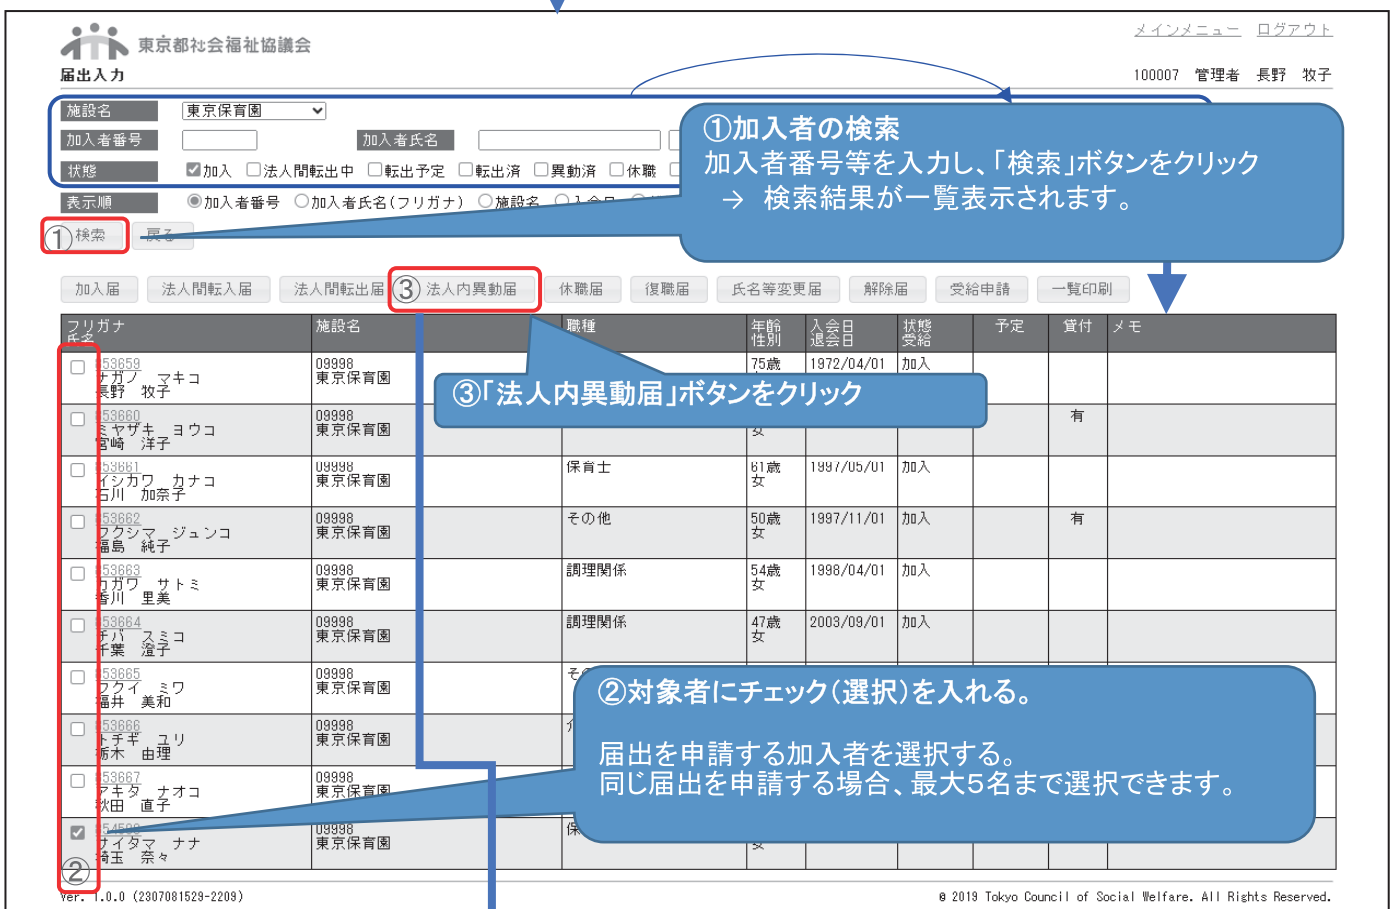 メインメニュー ログアウト
東京都社会福祉協議会
届出入力
100007 管理者 長野 牧子
施設名 東京保育園
加入者番号 加入者氏名
状態 加入 法人間転出中 転出予定 転出済 異動済 休職
表示順 加入者番号 加入者氏名(フリガナ) 施設名
①加入者の検索
加入者番号等を入力し、「検索」ボタンをクリック
→ 検索結果が一覧表示されます。
① 検索 戻る
加入届 法人間転入届 法人間転出届 ③ 法人内異動届 休職届 復職届 氏名等変更届 解除届 受給申請 一覧印刷
フリガナ 施設名 職種 年齢 入会日 状態 予定 貸付 メモ
氏名 性別 退会日 受給
853659 09998 75歳 1972/04/01 加入
ナガノ マキコ 東京保育園
長野 牧子
③「法人内異動届」ボタンをクリック
853660 09998 有
ミヤザキ ヨウコ 東京保育園 女
宮崎 洋子
853661 09998 保育士 61歳 1997/05/01 加入
イシカワ カナコ 東京保育園 女
石川 加奈子
853662 09998 その他 50歳 1997/11/01 加入 有
フクシマ ジュンコ 東京保育園 女
福島 純子
853663 09998 調理関係 54歳 1998/04/01 加入
カガワ サトミ 東京保育園 女
香川 里美
853664 09998 調理関係 47歳 2003/09/01 加入
チバ スミコ 東京保育園 女
千葉 澄子
853665 09998
フクイ ミワ 東京保育園
福井 美和
853666 09998
トチギ ユリ 東京保育園
栃木 由理
853667 09998
アキタ ナオコ 東京保育園
秋田 直子
09998
サイタマ ナナ 東京保育園 女
埼玉 奈々
②
②対象者にチェック(選択)を入れる。
届出を申請する加入者を選択する。
同じ届出を申請する場合、最大5名まで選択できます。
Ver. 1.0.0 (2307081529-2209)
© 2019 Tokyo Council of Social Welfare. All Rights Reserved.